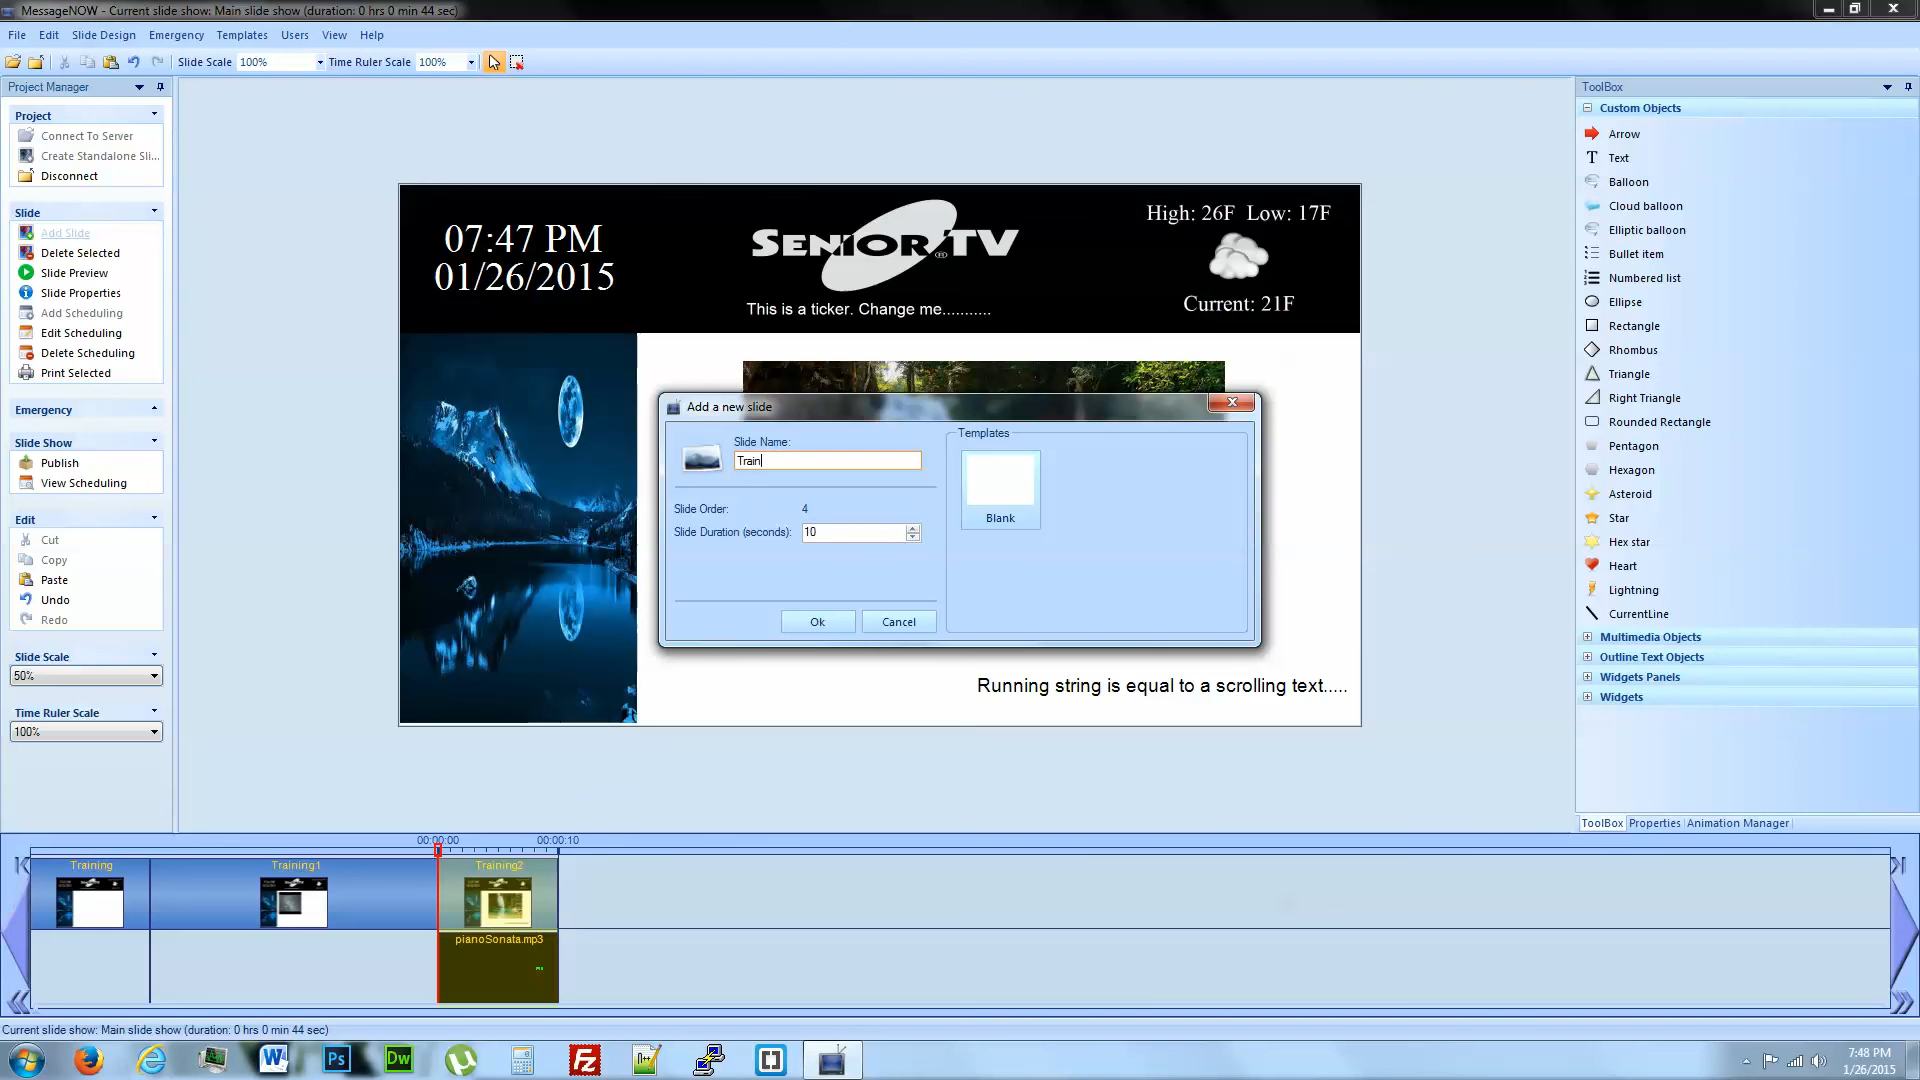 MessageNOW - Current slide show: Main slide show (duration: 0 hrs 0 min 44 sec)
File Edit Slide Design Emergency Templates Users View Help
Slide Scale 100% Time Ruler Scale 100%
Project Manager
Project
Connect To Server
Create Standalone Sli...
Disconnect
Slide
Add Slide
Delete Selected
Slide Preview
Slide Properties
Add Scheduling
Edit Scheduling
Delete Scheduling
Print Selected
Emergency
Slide Show
Publish
View Scheduling
Edit
Cut
Copy
Paste
Undo
Redo
Slide Scale
50%
Time Ruler Scale
100%
07:47 PM
01/26/2015
SENIOR TV
®
This is a ticker. Change me...........
High: 26F Low: 17F
Current: 21F
Add a new slide
Slide Name:
Train
Slide Order: 4
Slide Duration (seconds): 10
Ok Cancel
Templates
Blank
Running string is equal to a scrolling text.....
ToolBox
Custom Objects
Arrow
T Text
Balloon
Cloud balloon
Elliptic balloon
Bullet item
Numbered list
Ellipse
Rectangle
Rhombus
Triangle
Right Triangle
Rounded Rectangle
Pentagon
Hexagon
Asteroid
Star
Hex star
Heart
Lightning
CurrentLine
Multimedia Objects
Outline Text Objects
Widgets Panels
Widgets
ToolBox Properties Animation Manager
00:00:00 00:00:10
Training Training1 Training2
pianoSonata.mp3
Current slide show: Main slide show (duration: 0 hrs 0 min 44 sec)
W Ps Dw Fz
7:48 PM
1/26/2015